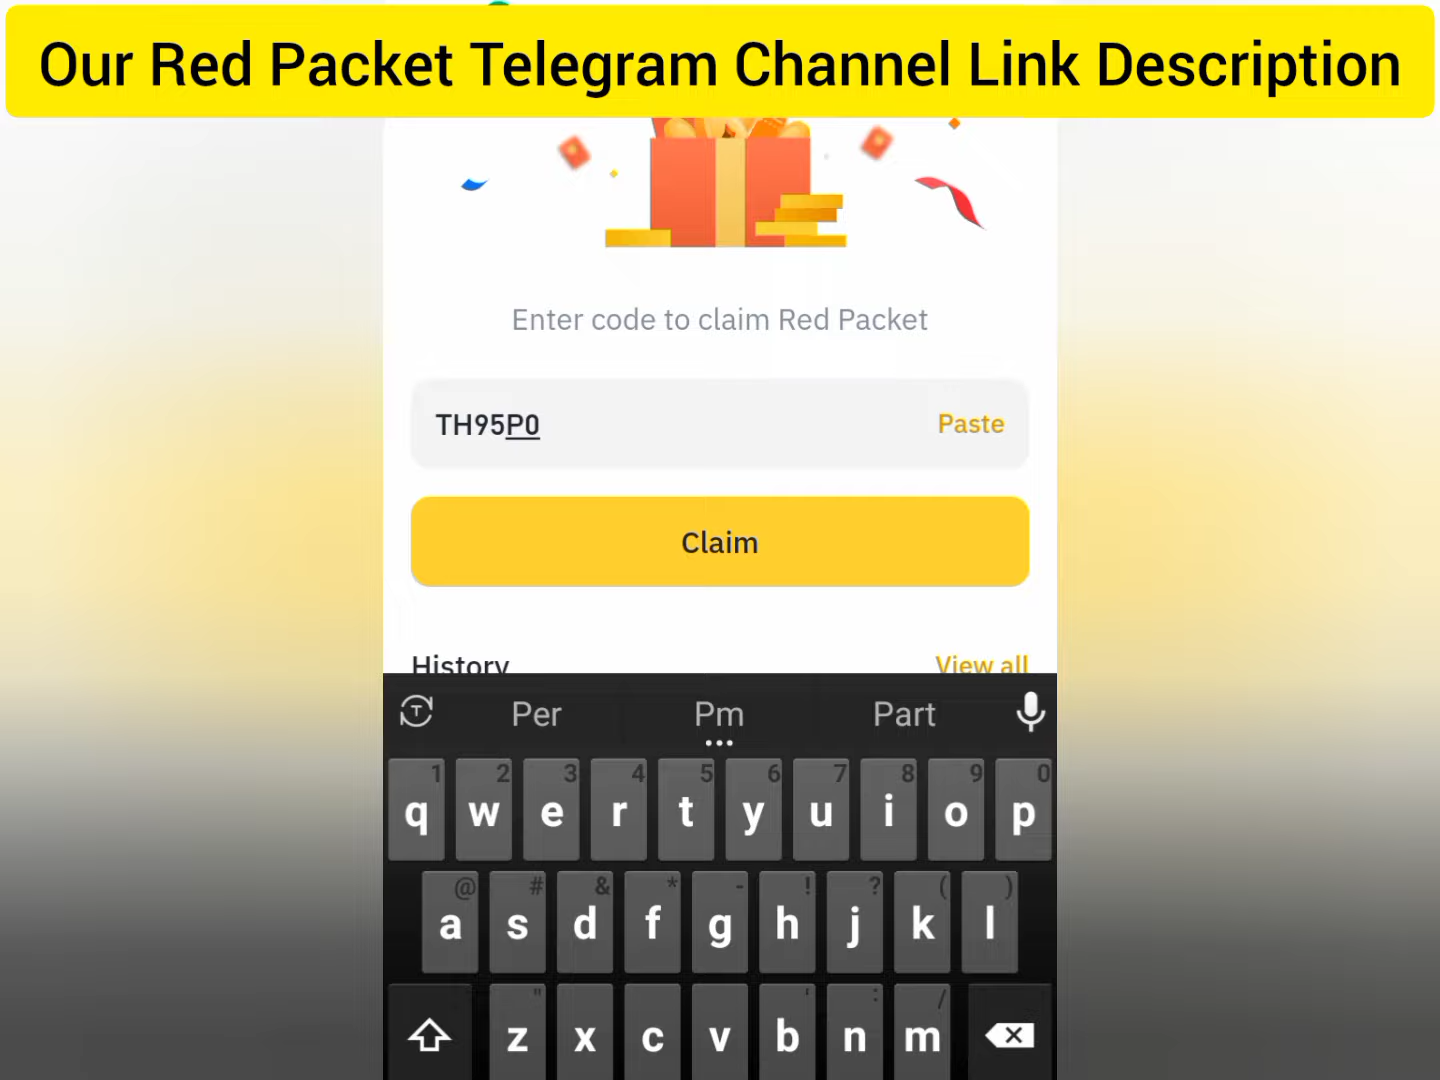 Our Red Packet Telegram Channel Link Description
Enter code to claim Red Packet
TH95P0 Paste
Claim
History View all
T Per Pm Part
1 2 3 4 5 6 7 8 9 0
q w e r t y u i o p
@ # & * - ! ? ( )
a s d f g h j k l
" ' : /
z x c v b n m